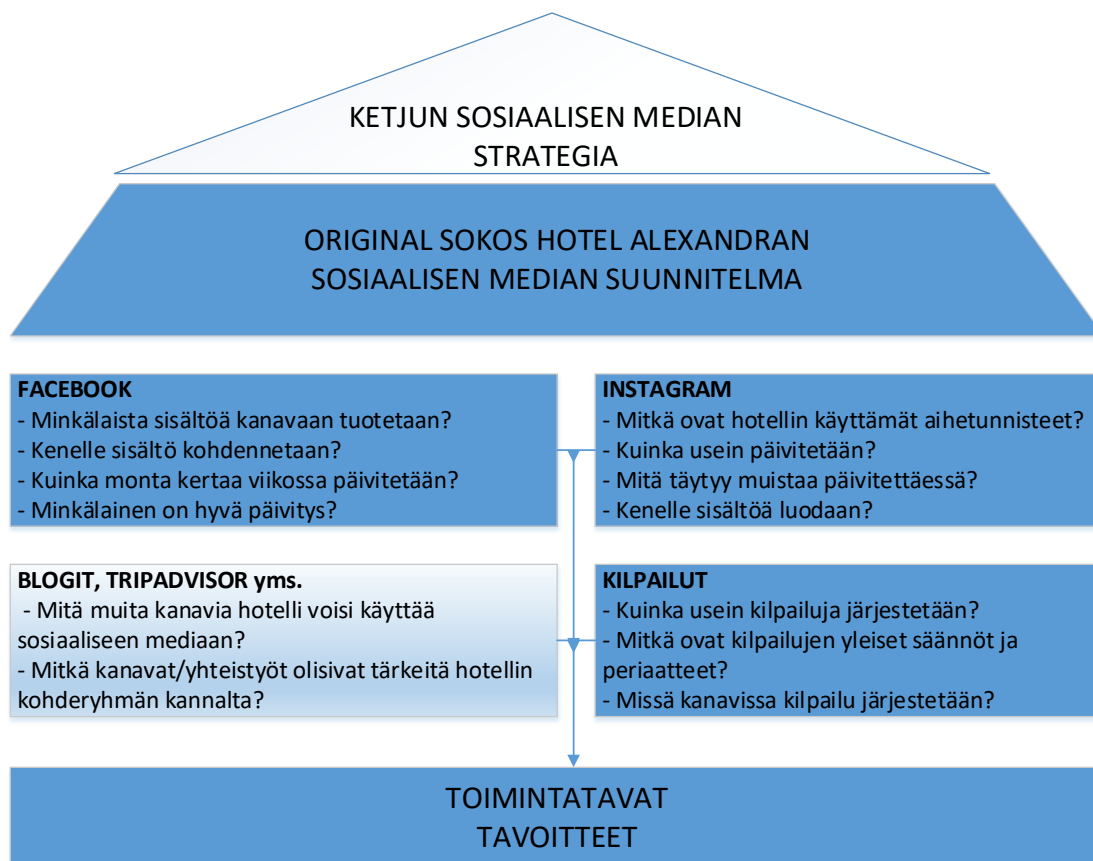 KETJUN SOSIAALISEN MEDIAN
STRATEGIA
ORIGINAL SOKOS HOTEL ALEXANDRAN
SOSIAALISEN MEDIAN SUUNNITELMA
FACEBOOK
- Minkälaista sisältöä kanavaan tuotetaan?
- Kenelle sisältö kohdennetaan?
- Kuinka monta kertaa viikossa päivitetään?
- Minkälainen on hyvä päivitys?
INSTAGRAM
- Mitkä ovat hotellin käyttämät aihetunnisteet?
- Kuinka usein päivitetään?
- Mitä täytyy muistaa päivitettäessä?
- Kenelle sisältöä luodaan?
BLOGIT, TRIPADVISOR yms.
- Mitä muita kanavia hotelli voisi käyttää
sosiaaliseen mediaan?
- Mitkä kanavat/yhteistyöt olisivat tärkeitä hotellin
kohderyhmän kannalta?
KILPAILUT
- Kuinka usein kilpailuja järjestetään?
- Mitkä ovat kilpailujen yleiset säännöt ja
periaatteet?
- Missä kanavissa kilpailu järjestetään?
TOIMINTATAVAT
TAVOITTEET